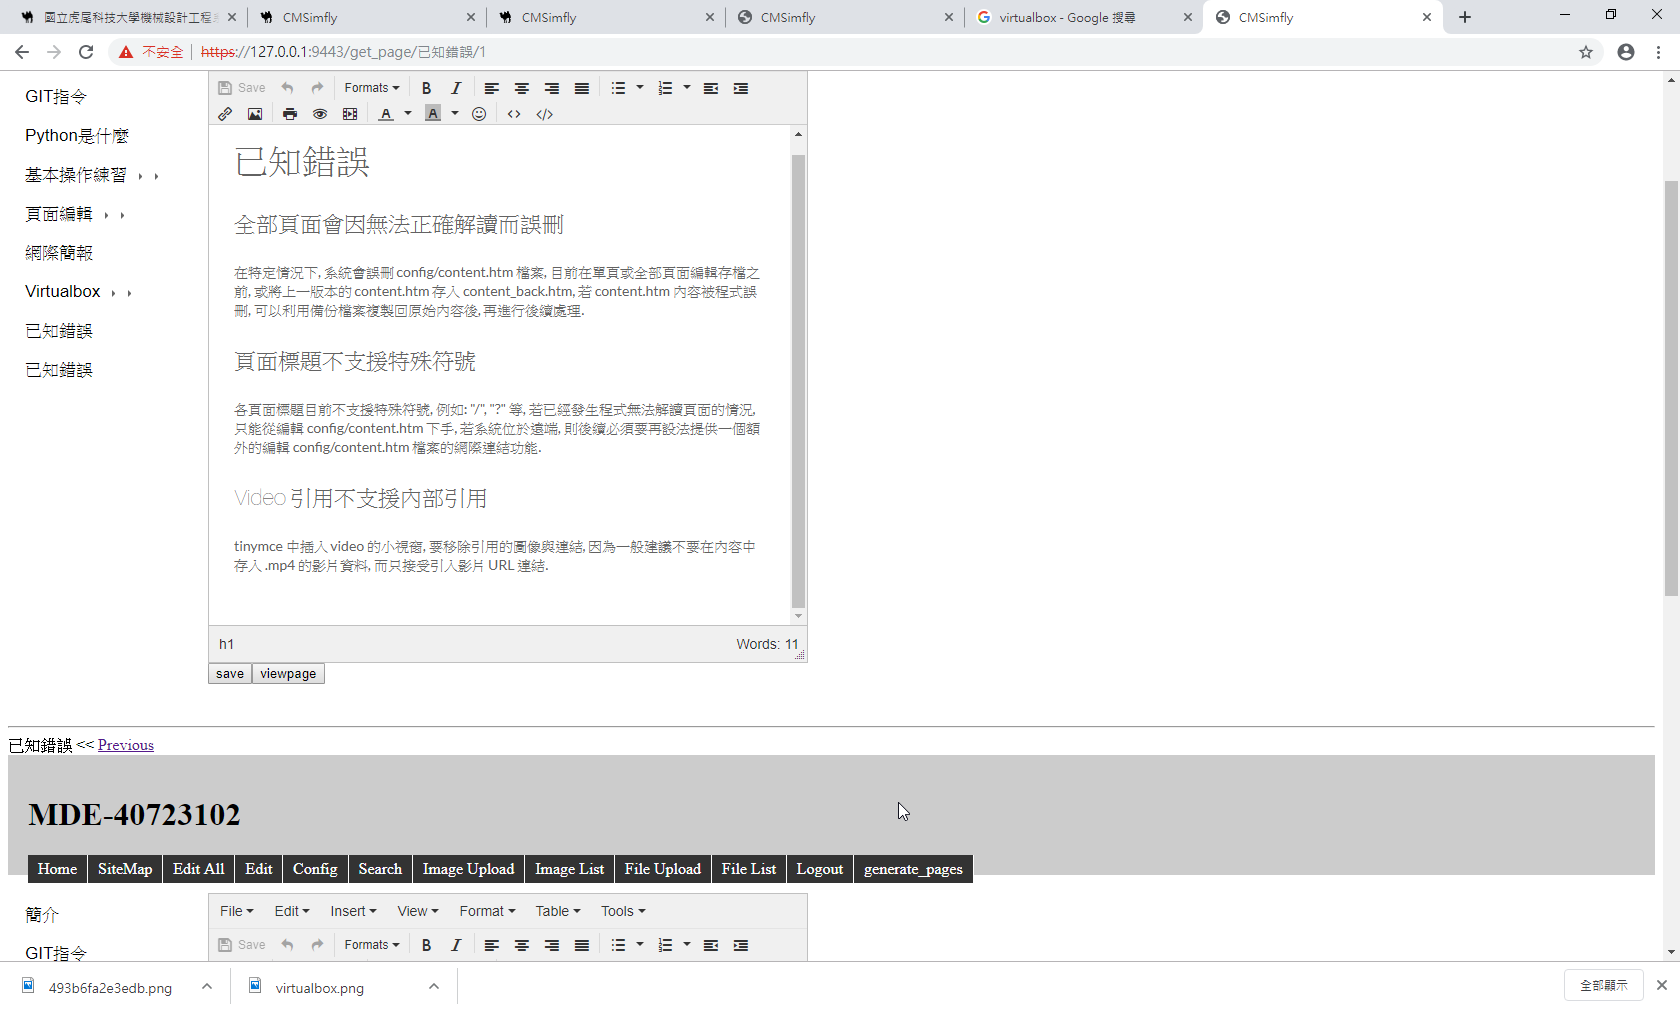 國立虎尾科技大學機械設計工程
CMSimfly
CMSimfly
CMSimfly
virtualbox - Google 搜尋
CMSimfly
不安全 | https://127.0.0.1:9443/get_page/已知錯誤/1
GIT指令
Python是什麼
基本操作練習
頁面編輯
網際簡報
Virtualbox
已知錯誤
已知錯誤
Save
Formats
B I
A A
已知錯誤
全部頁面會因無法正確解讀而誤刪
在特定情況下, 系統會誤刪 config/content.htm 檔案, 目前在單頁或全部頁面編輯存檔之
前, 或將上一版本的 content.htm 存入 content_back.htm, 若 content.htm 內容被程式誤
刪, 可以利用備份檔案複製回原始內容後, 再進行後續處理.
頁面標題不支援特殊符號
各頁面標題目前不支援特殊符號, 例如: "/", "?" 等, 若已經發生程式無法解讀頁面的情況,
只能從編輯 config/content.htm 下手, 若系統位於遠端, 則後續必須要再設法提供一個額
外的編輯 config/content.htm 檔案的網際連結功能.
Video 引用不支援內部引用
tinymce 中插入 video 的小視窗, 要移除引用的圖像與連結, 因為一般建議不要在內容中
存入 .mp4 的影片資料, 而只接受引入影片 URL 連結.
h1
Words: 11
save
viewpage
已知錯誤 << Previous
MDE-40723102
Home
SiteMap
Edit All
Edit
Config
Search
Image Upload
Image List
File Upload
File List
Logout
generate_pages
簡介
GIT指令
File
Edit
Insert
View
Format
Table
Tools
Save
Formats
B I
493b6fa2e3edb.png
virtualbox.png
全部顯示